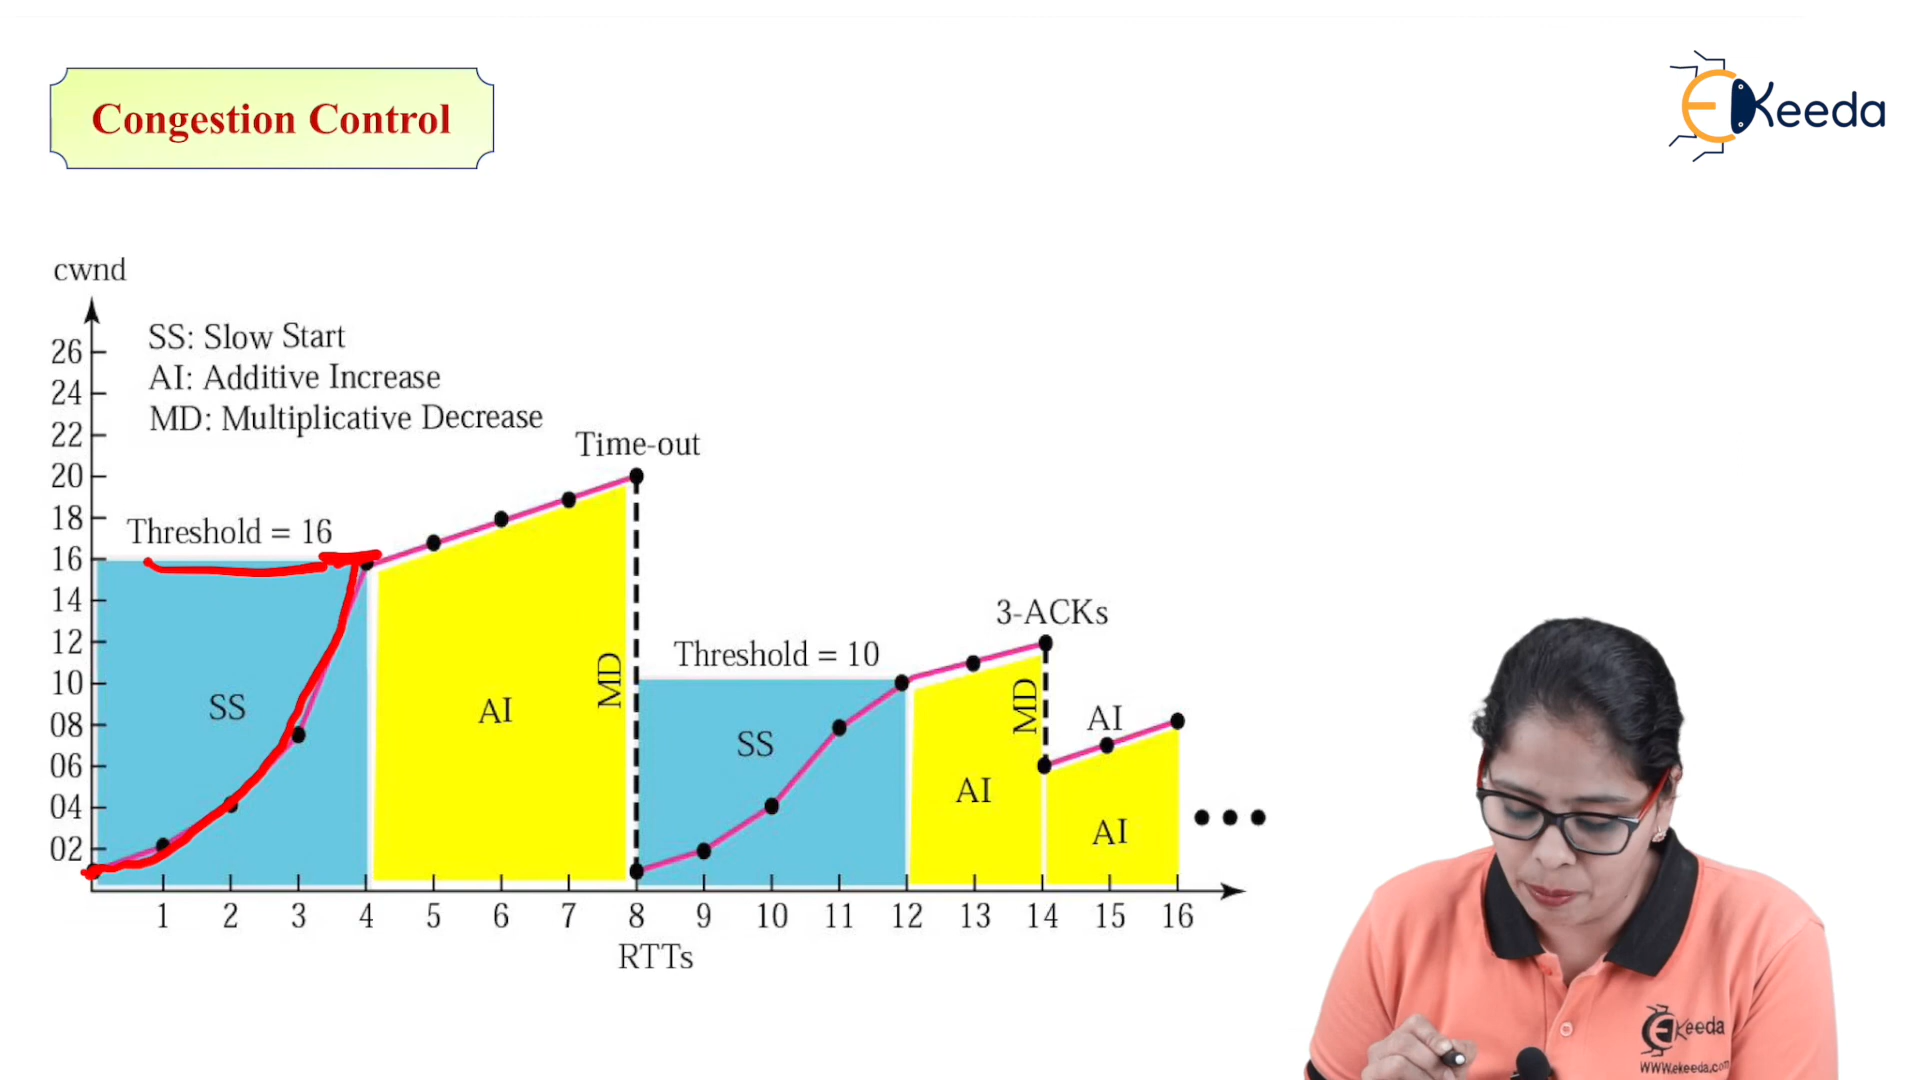 Congestion Control
EKeeda
cwnd
SS: Slow Start
AI: Additive Increase
MD: Multiplicative Decrease
26
24
22
20
18
16
14
12
10
08
06
04
02
Time-out
Threshold = 16
SS
AI
MD
Threshold = 10
SS
3-ACKs
AI
MD
AI
AI
1 2 3 4 5 6 7 8 9 10 11 12 13 14 15 16
RTTs
EKeeda
www.ekeeda.com